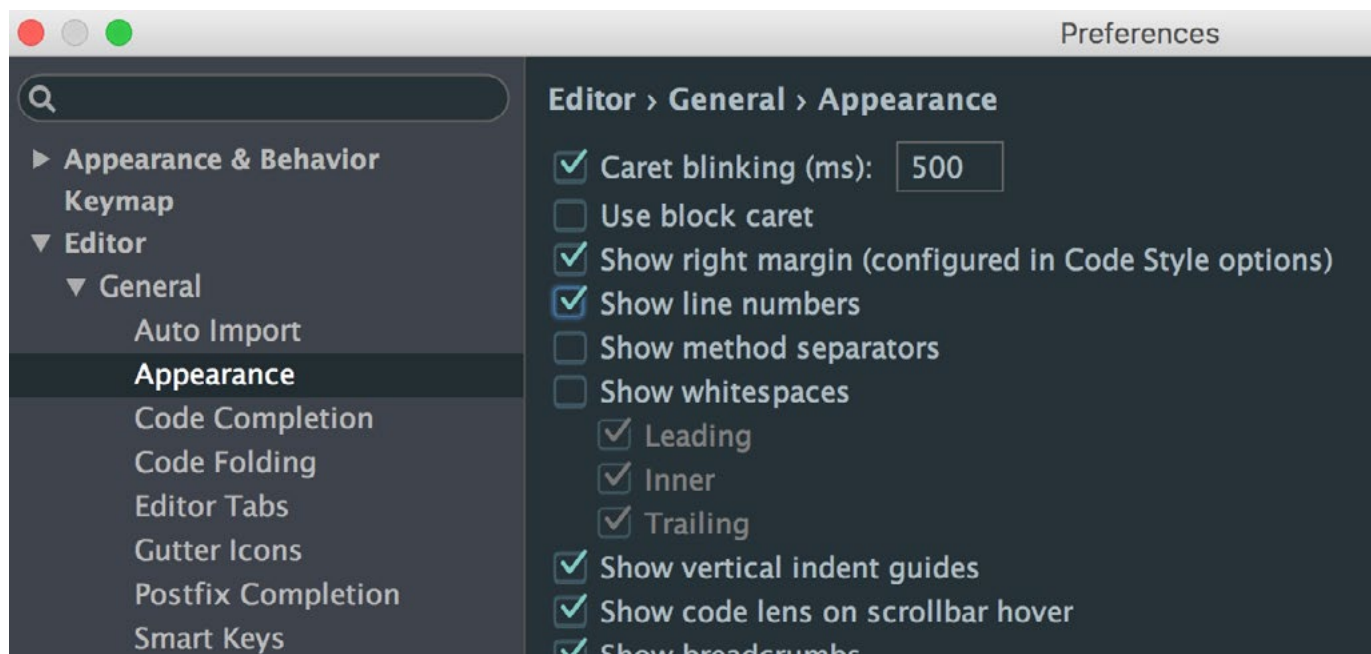 Preferences
Appearance & Behavior
Keymap
Editor
General
Auto Import
Appearance
Code Completion
Code Folding
Editor Tabs
Gutter Icons
Postfix Completion
Smart Keys
Editor › General › Appearance
Caret blinking (ms): 500
Use block caret
Show right margin (configured in Code Style options)
Show line numbers
Show method separators
Show whitespaces
Leading
Inner
Trailing
Show vertical indent guides
Show code lens on scrollbar hover
Show breadcrumbs